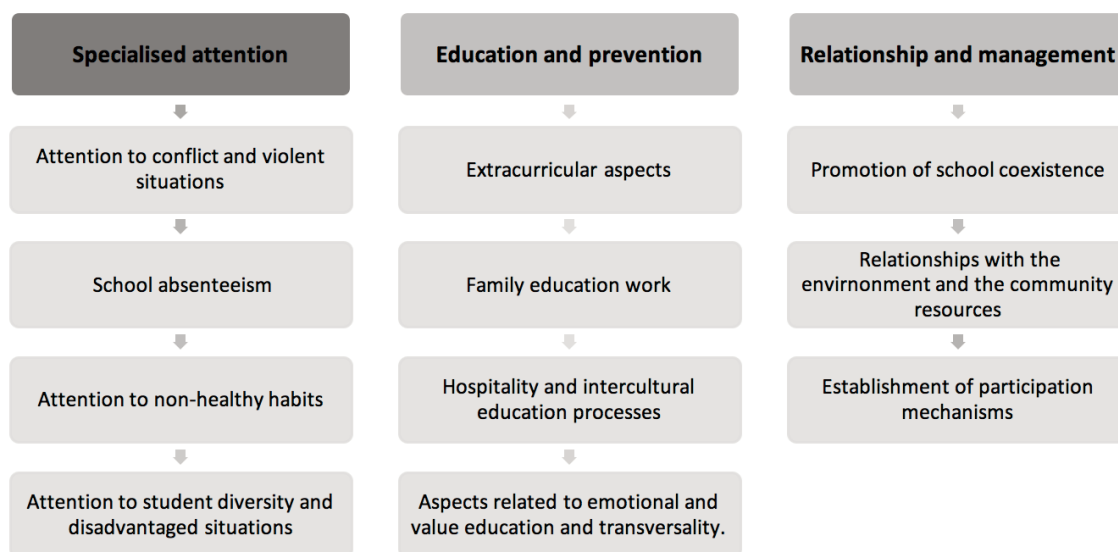 Specialised attention
Attention to conflict and violent
situations
School absenteeism
Attention to non-healthy habits
Attention to student diversity and
disadvantaged situations
Education and prevention
Extracurricular aspects
Family education work
Hospitality and intercultural
education processes
Aspects related to emotional and
value education and transversality.
Relationship and management
Promotion of school coexistence
Relationships with the
envirnonment and the community
resources
Establishment of participation
mechanisms